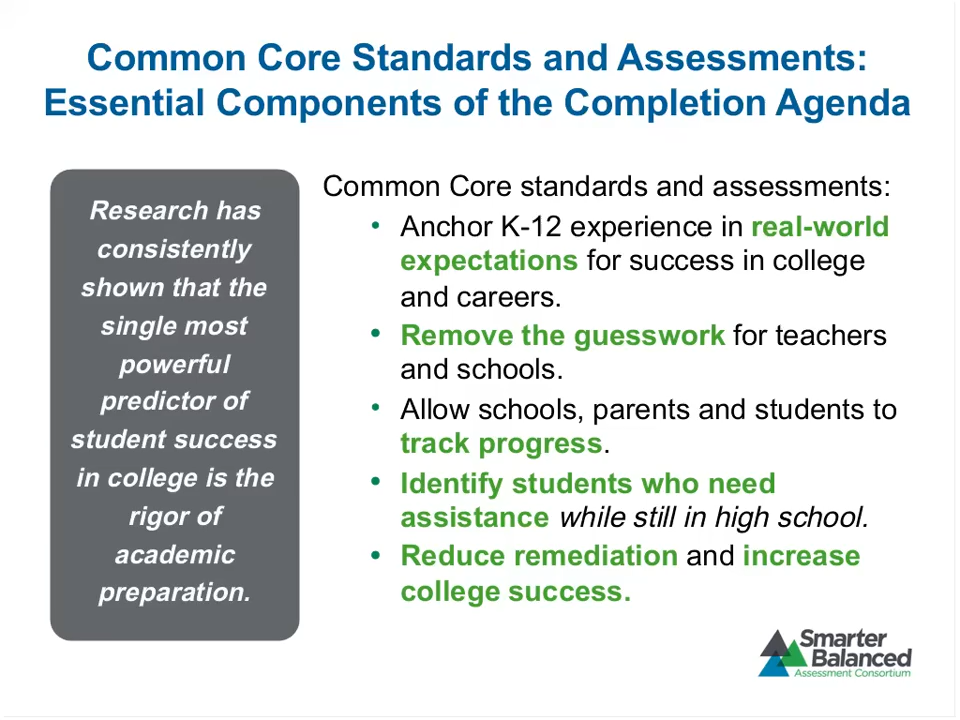 Common Core Standards and Assessments:
Essential Components of the Completion Agenda
Research has
consistently
shown that the
single most
powerful
predictor of
student success
in college is the
rigor of
academic
preparation.
Common Core standards and assessments:
• Anchor K-12 experience in real-world
expectations for success in college
and careers.
• Remove the guesswork for teachers
and schools.
• Allow schools, parents and students to
track progress.
• Identify students who need
assistance while still in high school.
• Reduce remediation and increase
college success.
Smarter
Balanced
Assessment Consortium